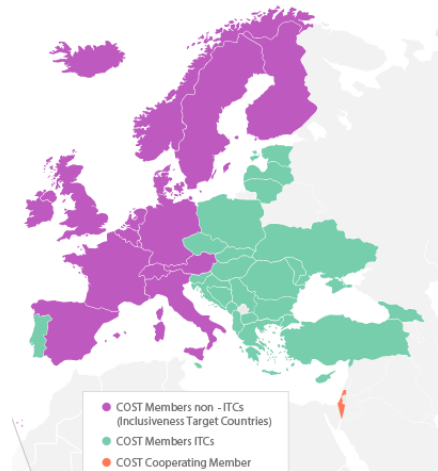 COST Members non - ITCs
(Inclusiveness Target Countries)
COST Members ITCs
COST Cooperating Member